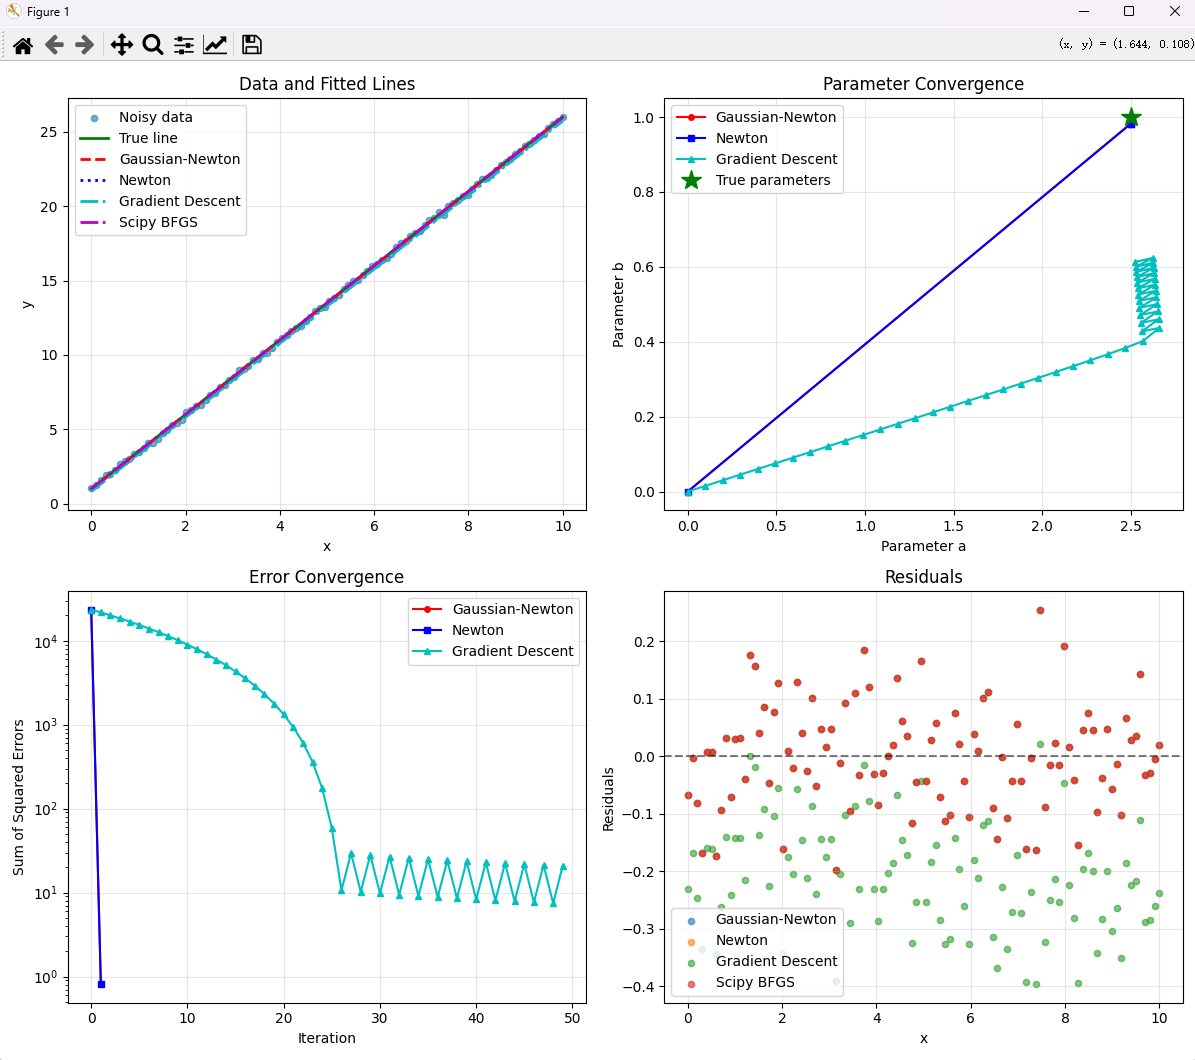 Figure 1
(x, y) = (1.644, 0.108)
Data and Fitted Lines
Noisy data
True line
Gaussian-Newton
Newton
Gradient Descent
Scipy BFGS
25
20
15
10
5
0
y
0 2 4 6 8 10
x
Parameter Convergence
Gaussian-Newton
Newton
Gradient Descent
True parameters
1.0
0.8
0.6
0.4
0.2
0.0
Parameter b
0.0 0.5 1.0 1.5 2.0 2.5
Parameter a
Error Convergence
Gaussian-Newton
Newton
Gradient Descent
10⁴
10³
10²
10¹
10⁰
Sum of Squared Errors
0 10 20 30 40 50
Iteration
Residuals
0.2
0.1
0.0
−0.1
−0.2
−0.3
−0.4
Residuals
Gaussian-Newton
Newton
Gradient Descent
Scipy BFGS
0 2 4 6 8 10
x